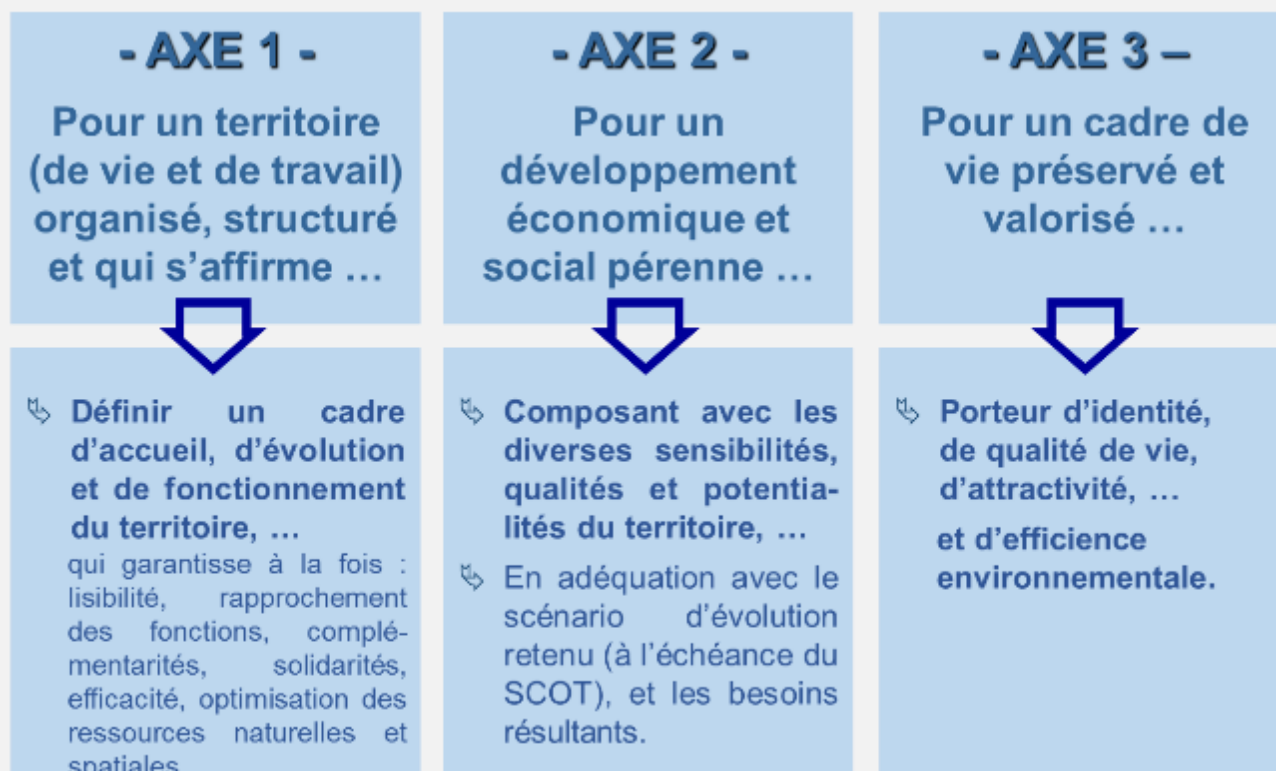 - AXE 1 -
Pour un territoire
(de vie et de travail)
organisé, structuré
et qui s’affirme …
Définir un cadre
d’accueil, d’évolution
et de fonctionnement
du territoire, …
qui garantisse à la fois :
lisibilité, rapprochement
des fonctions, complé-
mentarités, solidarités,
efficacité, optimisation des
ressources naturelles et
spatiales
- AXE 2 -
Pour un
développement
économique et
social pérenne …
Composant avec les
diverses sensibilités,
qualités et potentia-
lités du territoire, …
En adéquation avec le
scénario d’évolution
retenu (à l’échéance du
SCOT), et les besoins
résultants.
- AXE 3 –
Pour un cadre de
vie préservé et
valorisé …
Porteur d’identité,
de qualité de vie,
d’attractivité, …
et d’efficience
environnementale.